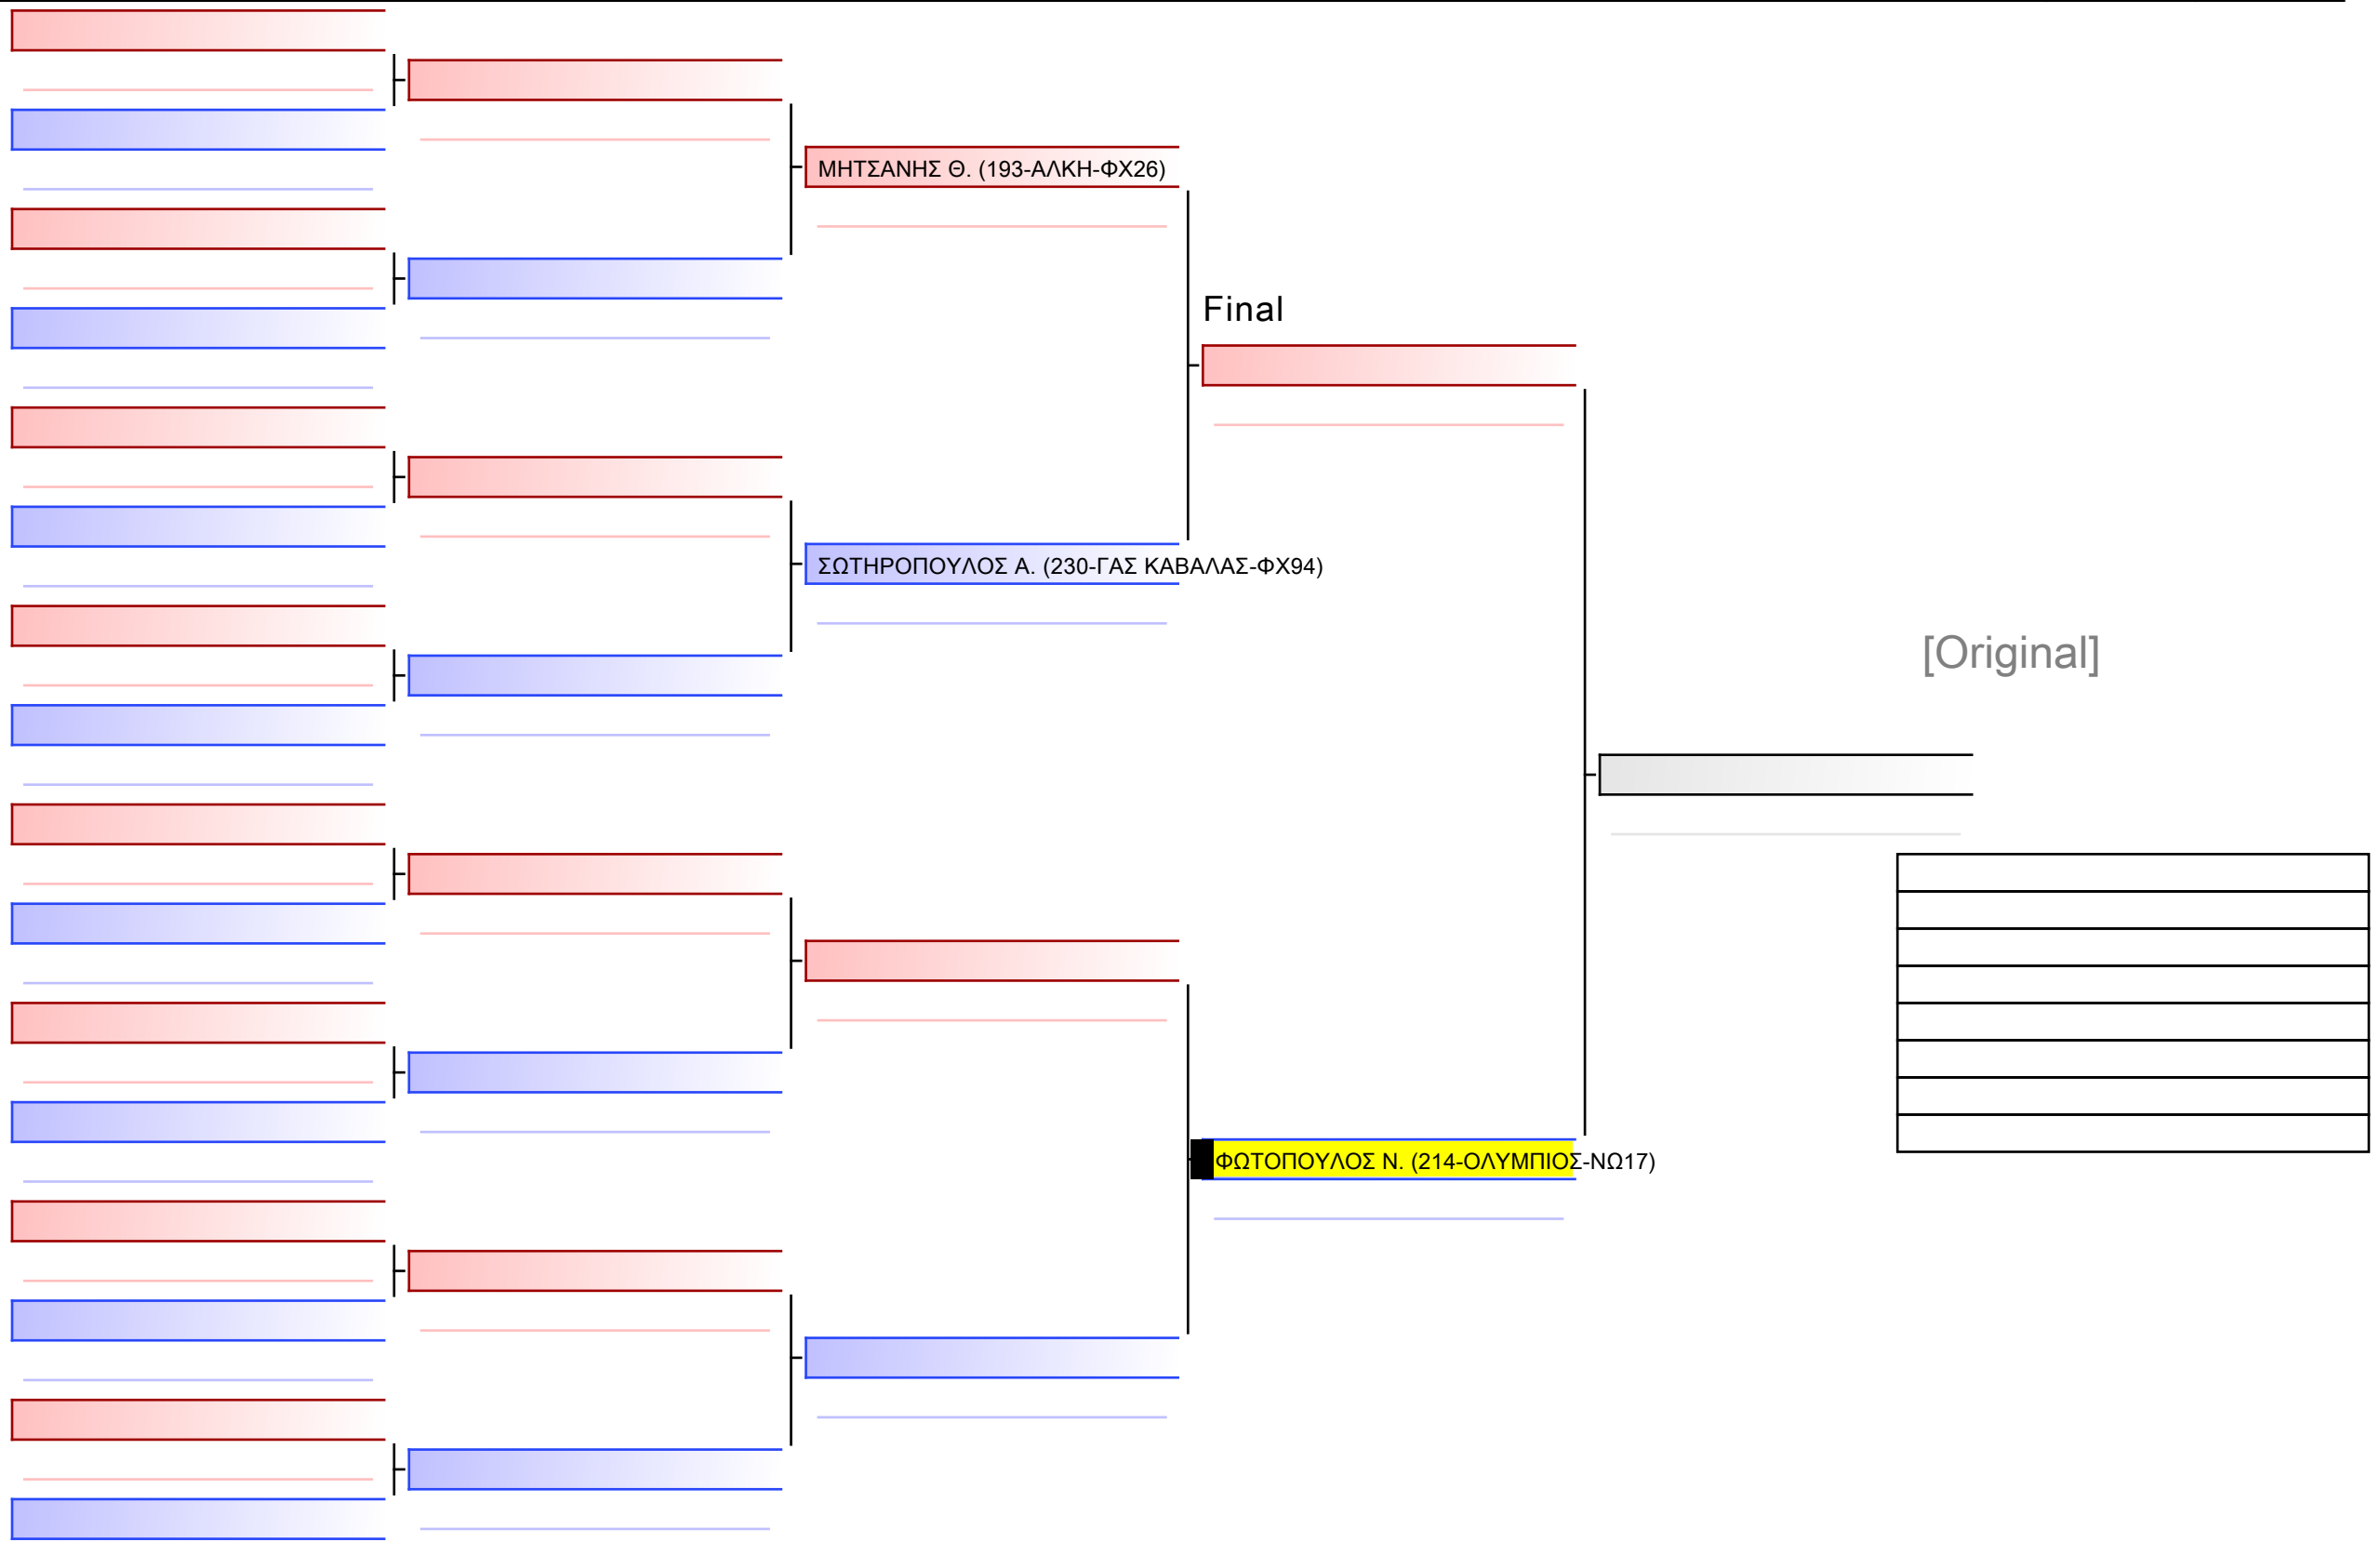 ΜΗΤΣΑΝΗΣ Θ. (193-ΑΛΚΗ-ΦΧ26)
Final
ΣΩΤΗΡΟΠΟΥΛΟΣ Α. (230-ΓΑΣ ΚΑΒΑΛΑΣ-ΦΧ94)
[Original]
ΦΩΤΟΠΟΥΛΟΣ Ν. (214-ΟΛΥΜΠΙΟΣ-ΝΩ17)